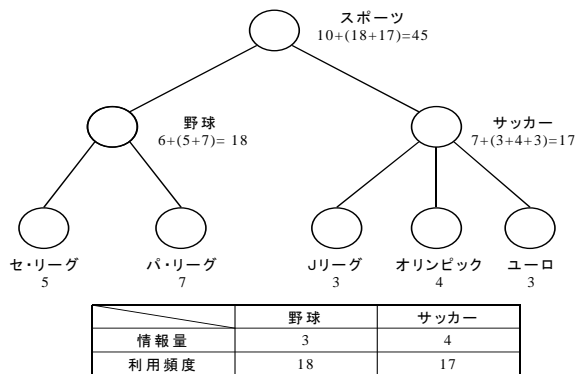 スポーツ
10+(18+17)=45
野球
6+(5+7)= 18
サッカー
7+(3+4+3)=17
セ・リーグ
5
パ・リーグ
7
Jリーグ
3
オリンピック
4
ユーロ
3
野球 サッカー
情報量 3 4
利用頻度 18 17